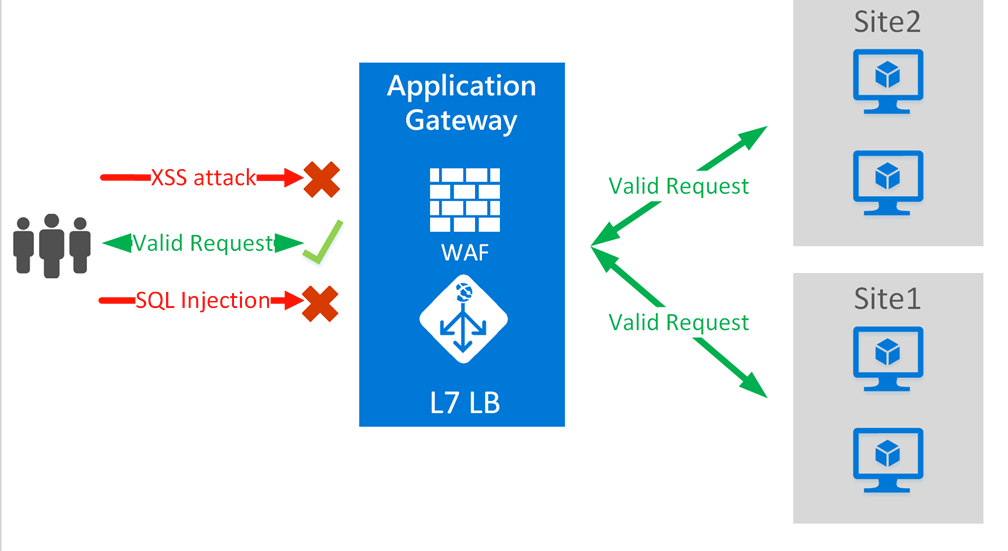 XSS attack
Valid Request
SQL Injection
Application
Gateway
WAF
L7 LB
Valid Request
Valid Request
Site2
Site1